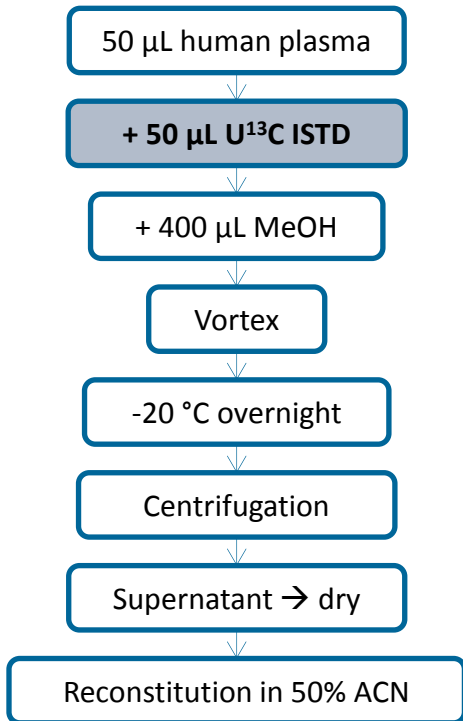 50 µL human plasma
+ 50 µL U¹³C ISTD
+ 400 µL MeOH
Vortex
-20 °C overnight
Centrifugation
Supernatant → dry
Reconstitution in 50% ACN